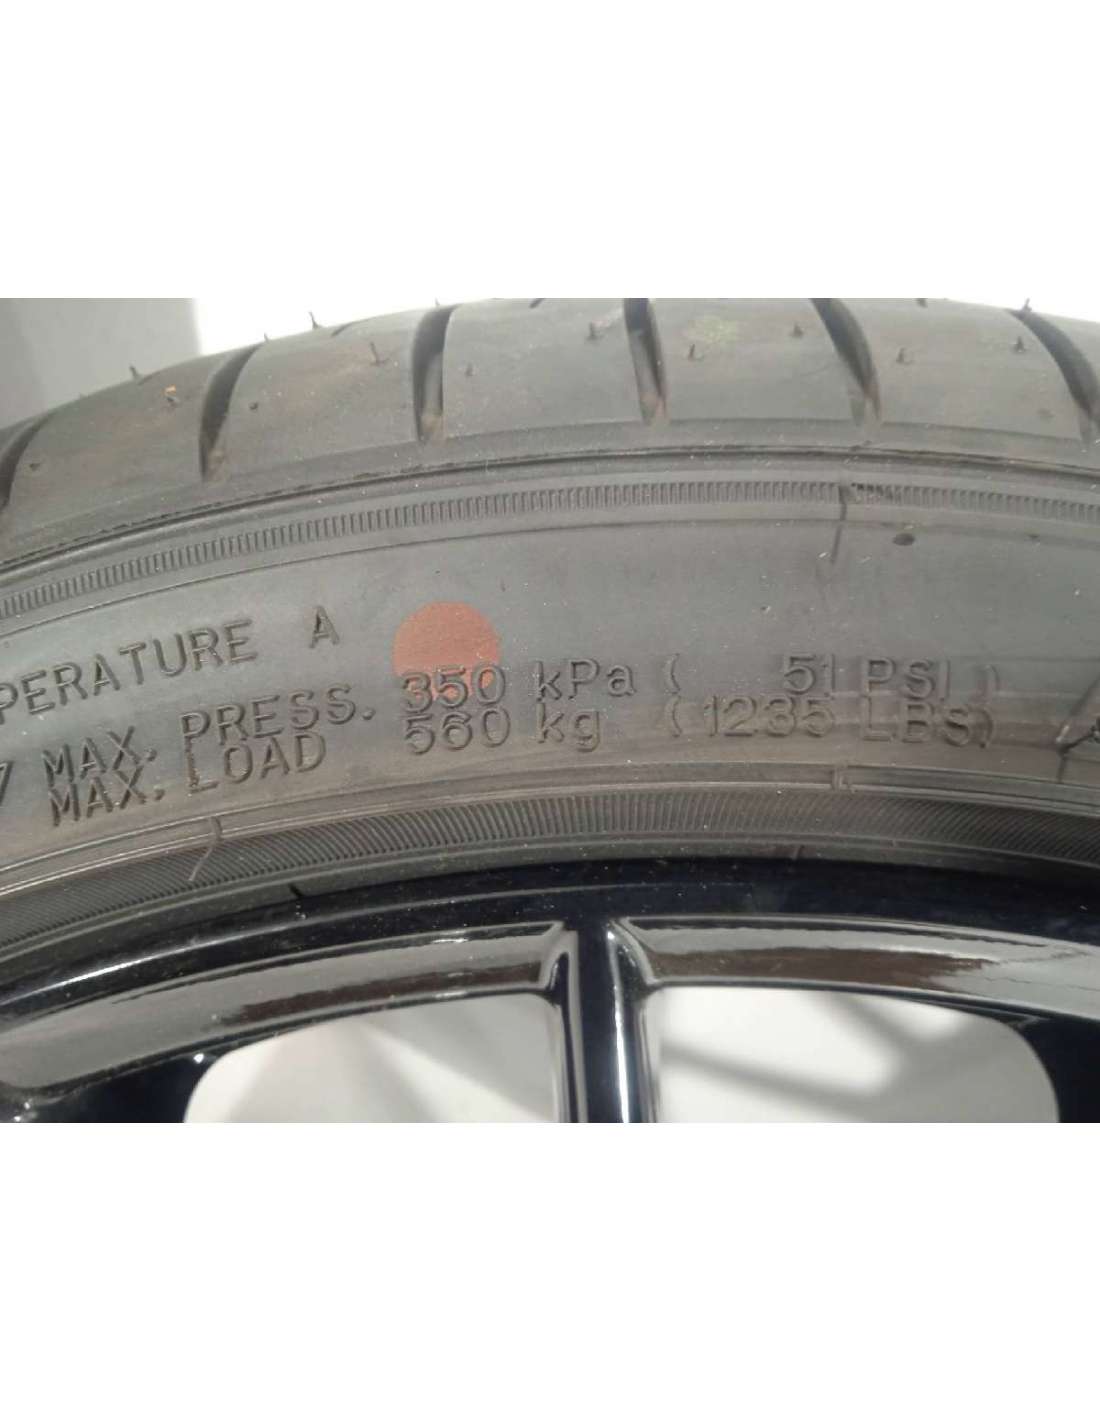 PERATURE A
7 MAX. PRESS. 350 kPa ( 51 PSI )
MAX. LOAD 560 kg (1235 LBS)